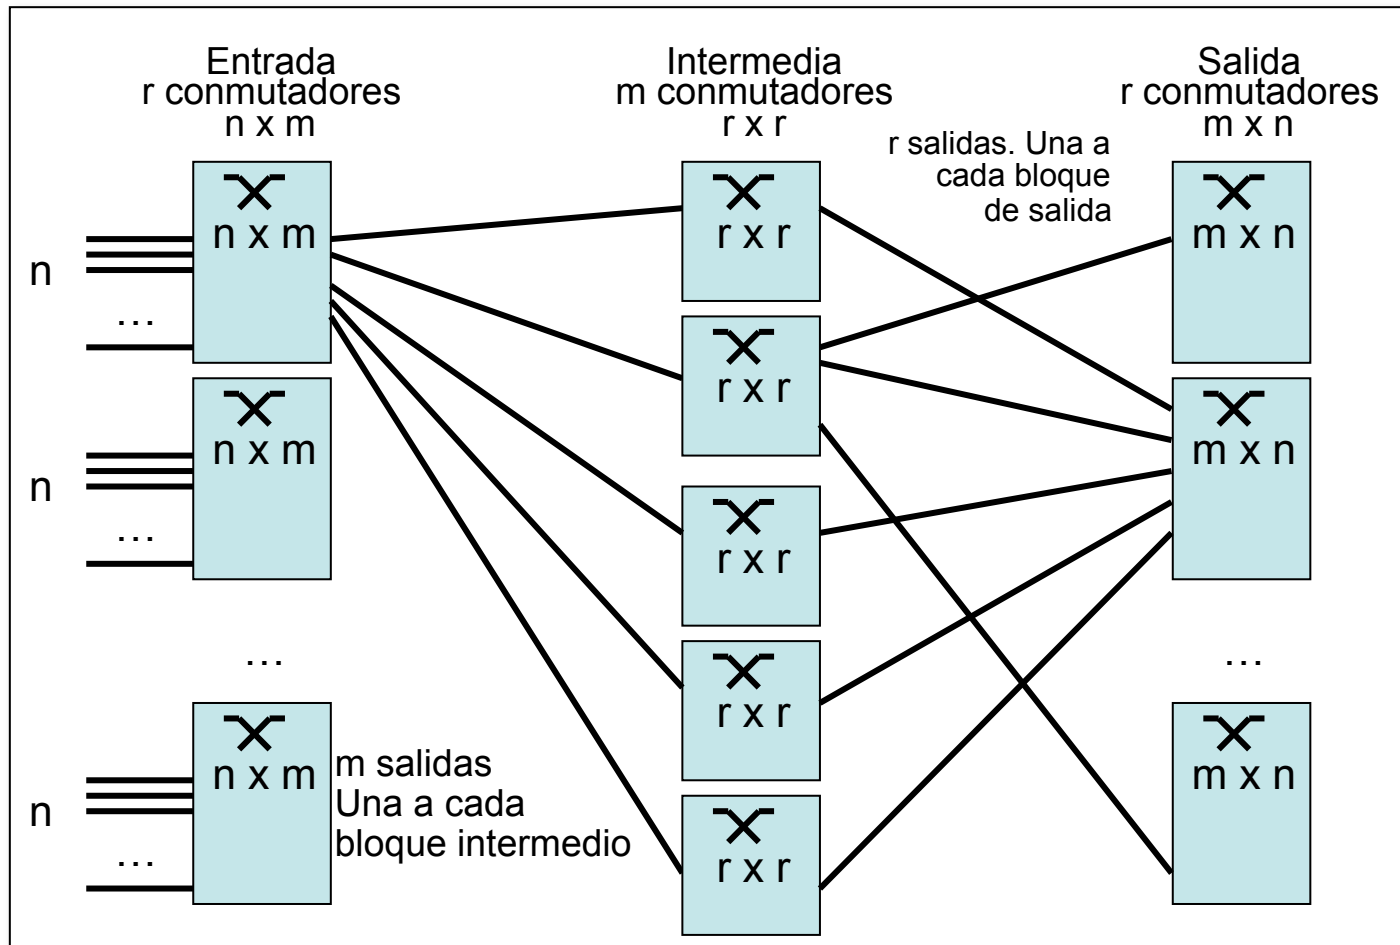 Entrada
r conmutadores
n x m
Intermedia
m conmutadores
r x r
Salida
r conmutadores
m x n
r salidas. Una a
cada bloque
de salida
n x m
n
...
n x m
n
...
...
n x m
n
...
m salidas
Una a cada
bloque intermedio
r x r
r x r
r x r
r x r
r x r
m x n
m x n
...
m x n